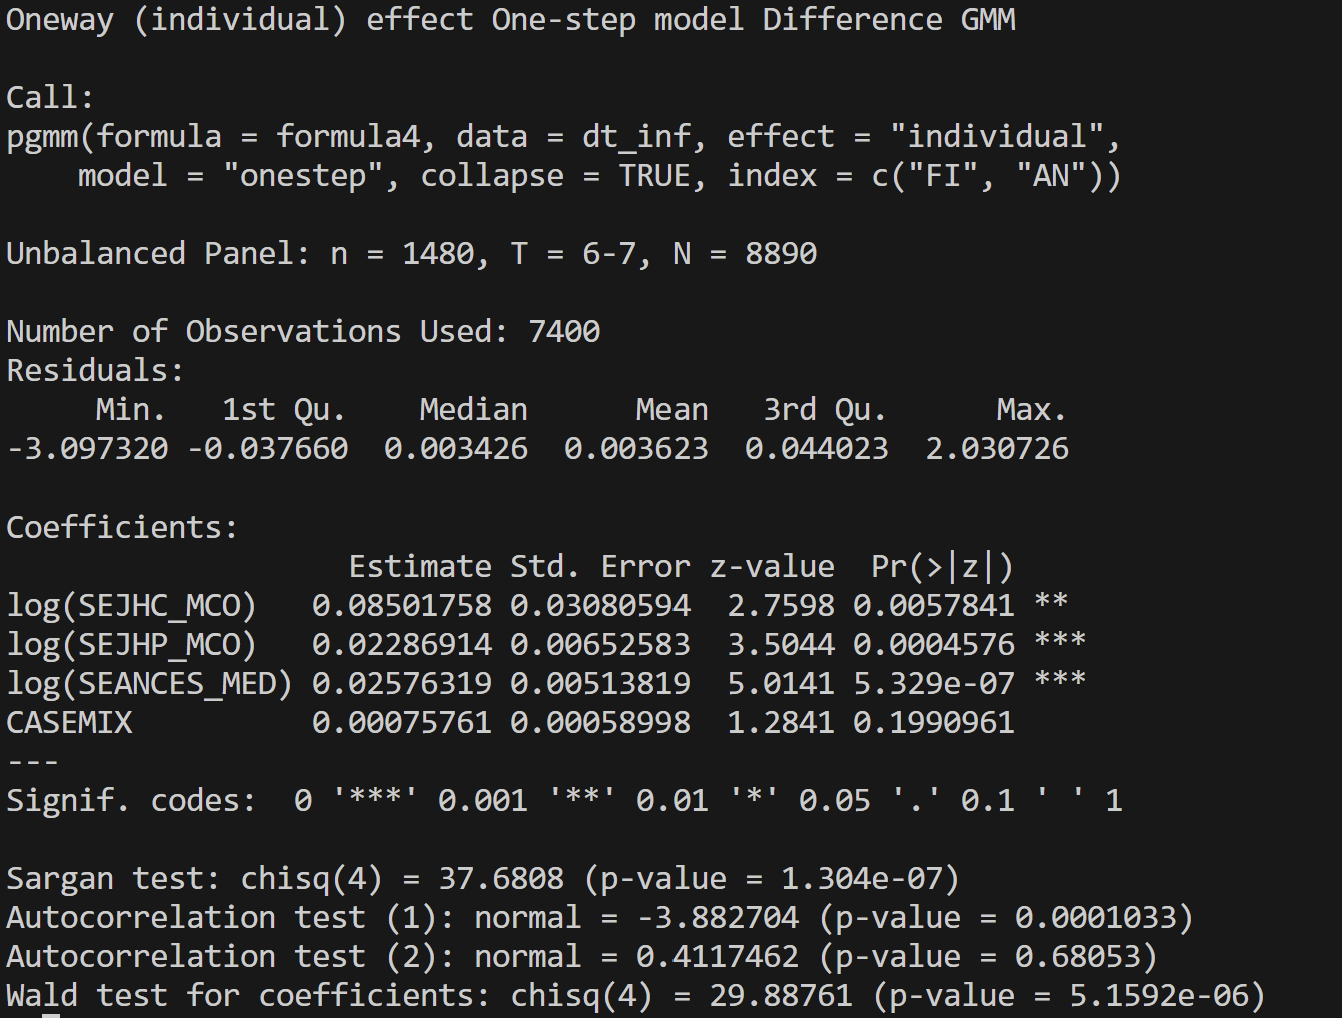 Oneway (individual) effect One-step model Difference GMM
Call:
pgmm(formula = formula4, data = dt_inf, effect = "individual",
    model = "onestep", collapse = TRUE, index = c("FI", "AN"))
Unbalanced Panel: n = 1480, T = 6-7, N = 8890
Number of Observations Used: 7400
Residuals:
     Min.   1st Qu.    Median      Mean   3rd Qu.      Max.
-3.097320 -0.037660  0.003426  0.003623  0.044023  2.030726
Coefficients:
                   Estimate Std. Error z-value  Pr(>|z|)
log(SEJHC_MCO)   0.08501758 0.03080594  2.7598 0.0057841 **
log(SEJHP_MCO)   0.02286914 0.00652583  3.5044 0.0004576 ***
log(SEANCES_MED) 0.02576319 0.00513819  5.0141 5.329e-07 ***
CASEMIX          0.00075761 0.00058998  1.2841 0.1990961
---
Signif. codes:  0 '***' 0.001 '**' 0.01 '*' 0.05 '.' 0.1 ' ' 1
Sargan test: chisq(4) = 37.6808 (p-value = 1.304e-07)
Autocorrelation test (1): normal = -3.882704 (p-value = 0.0001033)
Autocorrelation test (2): normal = 0.4117462 (p-value = 0.68053)
Wald test for coefficients: chisq(4) = 29.88761 (p-value = 5.1592e-06)